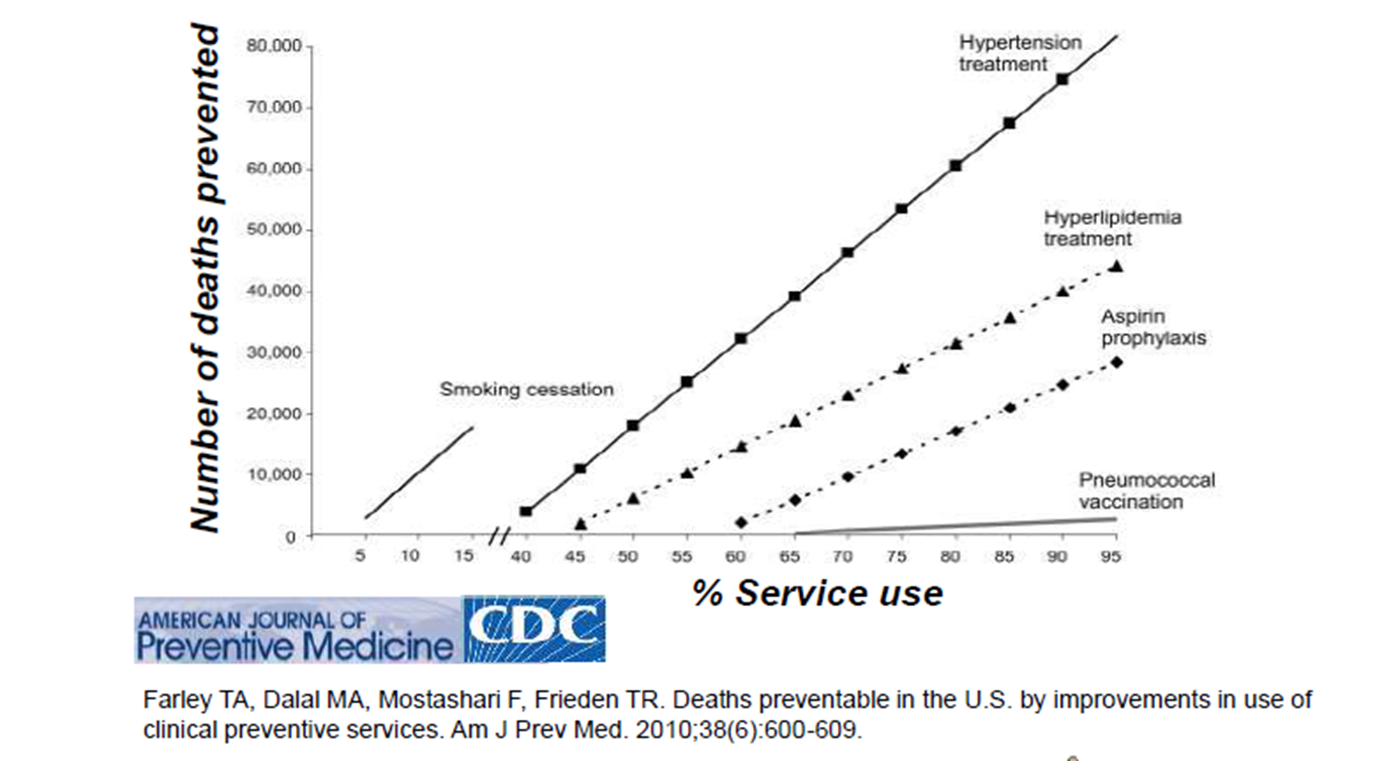 Number of deaths prevented
80,000
70,000
60,000
50,000
40,000
30,000
20,000
10,000
0
Hypertension
treatment
Hyperlipidemia
treatment
Aspirin
prophylaxis
Smoking cessation
Pneumococcal
vaccination
5 10 15 40 45 50 55 60 65 70 75 80 85 90 95
% Service use
AMERICAN JOURNAL OF
Preventive Medicine
CDC
Farley TA, Dalal MA, Mostashari F, Frieden TR. Deaths preventable in the U.S. by improvements in use of
clinical preventive services. Am J Prev Med. 2010;38(6):600-609.